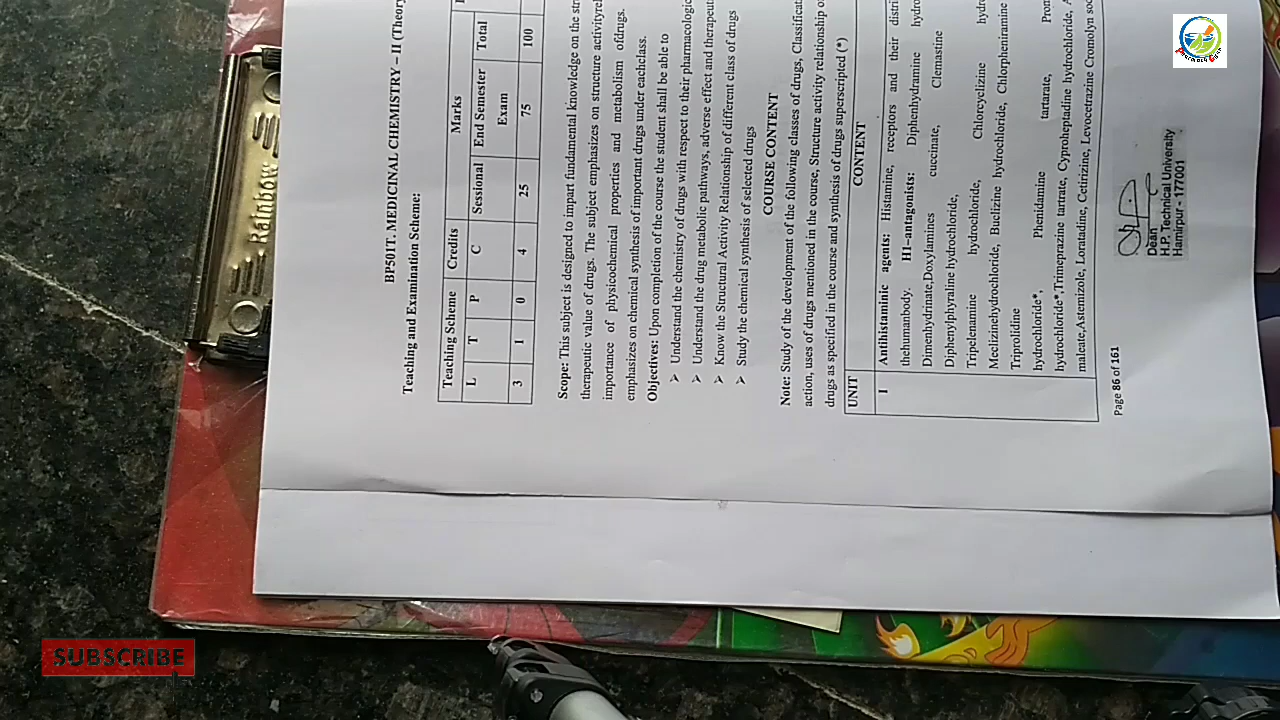 BP501T. MEDICINAL CHEMISTRY – II (Theory
Teaching and Examination Scheme:
Teaching Scheme Credits Marks
L T P C Sessional End Semester Exam Total
3 1 0 4 25 75 100
Scope: This subject is designed to impart fundamental knowledge on the
therapeutic value of drugs. The subject emphasizes on structure
importance of physicochemical properties and metabolism ofdrugs.
emphasizes on chemical synthesis of important drugs under eachclass.
Objectives: Upon completion of the course the student shall be able to
➢ Understand the chemistry of drugs with respect to their
➢ Understand the drug metabolic pathways, adverse effect and
➢ Know the Structural Activity Relationship of different class of drugs
➢ Study the chemical synthesis of selected drugs
COURSE CONTENT
Note: Study of the development of the following classes of drugs,
action, uses of drugs mentioned in the course, Structure activity relationship
drugs as specified in the course and synthesis of drugs superscripted (*)
UNIT CONTENT
I Antihistaminic agents: Histamine, receptors and their
thehumanbody. H1–antagonists: Diphenhydramine
Dimenhydrinate,Doxylamines cuccinate, Clemastine
Diphenylphyraline hydrochloride,
Tripelenamine hydrochloride, Chlorcyclizine
Meclizinehydrochloride, Buclizine hydrochloride, Chlorpheniramine
Triprolidine
hydrochloride*, Phenidamine tartarate,
hydrochloride*,Trimeprazine tartrate, Cyproheptadine hydrochloride,
maleate,Astemizole, Loratadine, Cetirizine, Levocetrazine Cromolyn
Page 86 of 161
Dean
H.P. Technical University
Hamirpur - 177001
Rainbow
SUBSCRIBE